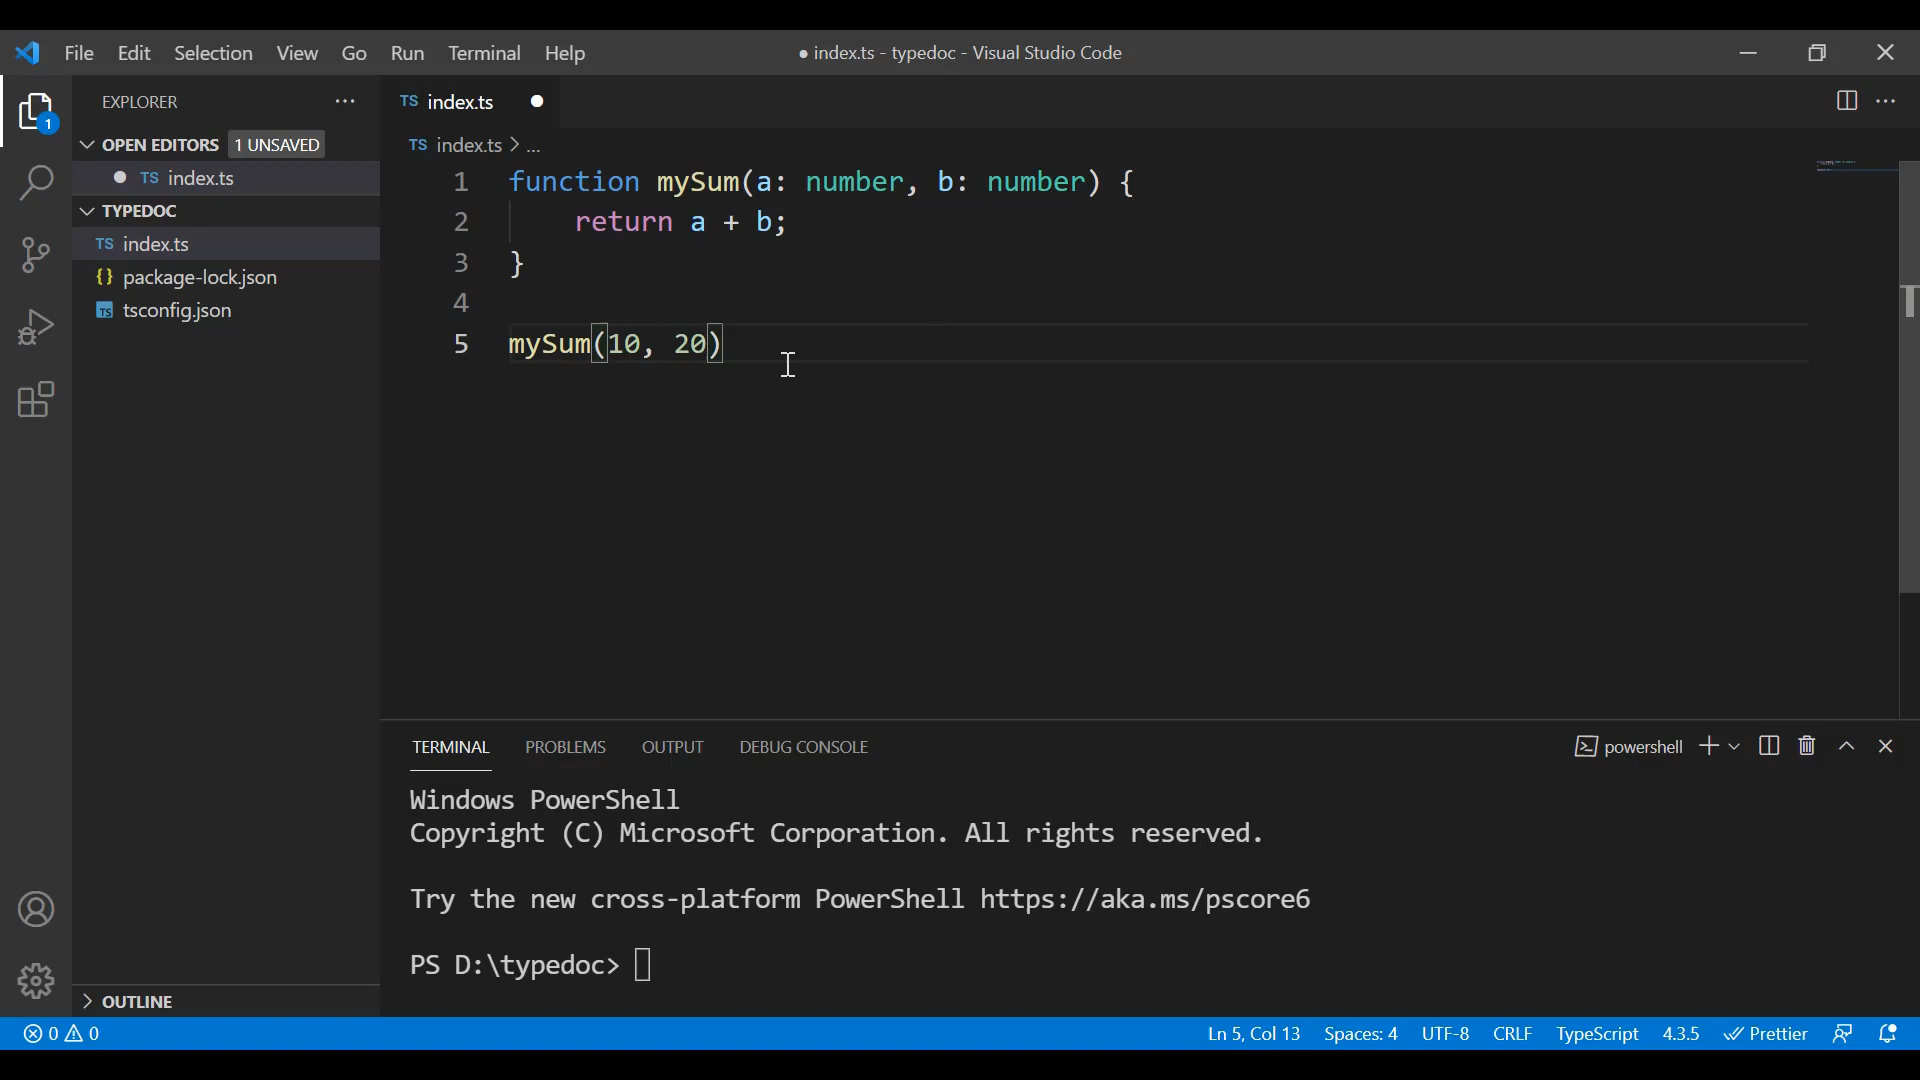 File Edit Selection View Go Run Terminal Help
● index.ts - typedoc - Visual Studio Code
EXPLORER
1
OPEN EDITORS 1 UNSAVED
TS index.ts
TYPEDOC
TS index.ts
{} package-lock.json
TS tsconfig.json
OUTLINE
TS index.ts
TS index.ts > ...
1 function mySum(a: number, b: number) {
2 return a + b;
3 }
4
5 mySum(10, 20)
TERMINAL PROBLEMS OUTPUT DEBUG CONSOLE
powershell
Windows PowerShell
Copyright (C) Microsoft Corporation. All rights reserved.
Try the new cross-platform PowerShell https://aka.ms/pscore6
PS D:\typedoc>
0 0
Ln 5, Col 13 Spaces: 4 UTF-8 CRLF TypeScript 4.3.5 Prettier